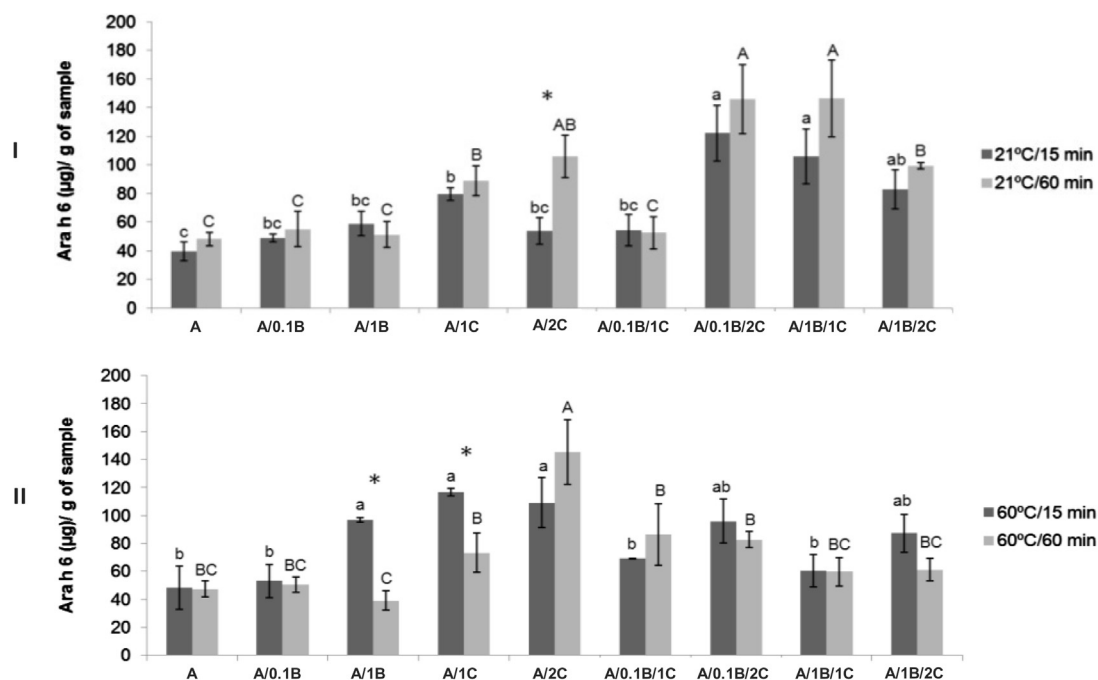 I
Ara h 6 (µg)/ g of sample
200
180
160
140
120
100
80
60
40
20
0
c C bc C bc C b B * bc AB bc C a A a A ab B
A A/0.1B A/1B A/1C A/2C A/0.1B/1C A/0.1B/2C A/1B/1C A/1B/2C
21ºC/15 min
21ºC/60 min
II
Ara h 6 (µg)/ g of sample
200
180
160
140
120
100
80
60
40
20
0
b BC b BC a * C a * B a A b B ab B b BC ab BC
A A/0.1B A/1B A/1C A/2C A/0.1B/1C A/0.1B/2C A/1B/1C A/1B/2C
60ºC/15 min
60ºC/60 min